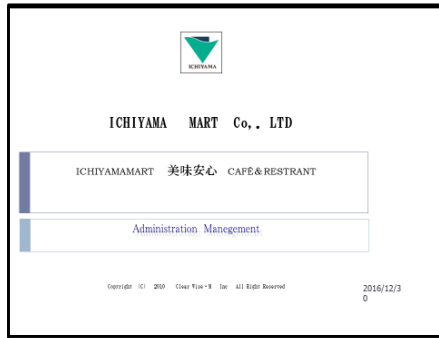 ICHIYAMA
ICHIYAMA MART Co,. LTD
ICHIYAMAMART 美味安心 CAFÉ&RESTRANT
Administration Manegement
Copyright (C) 2010 Clear Wise・N Inc All Right Reserved
2016/12/3
0